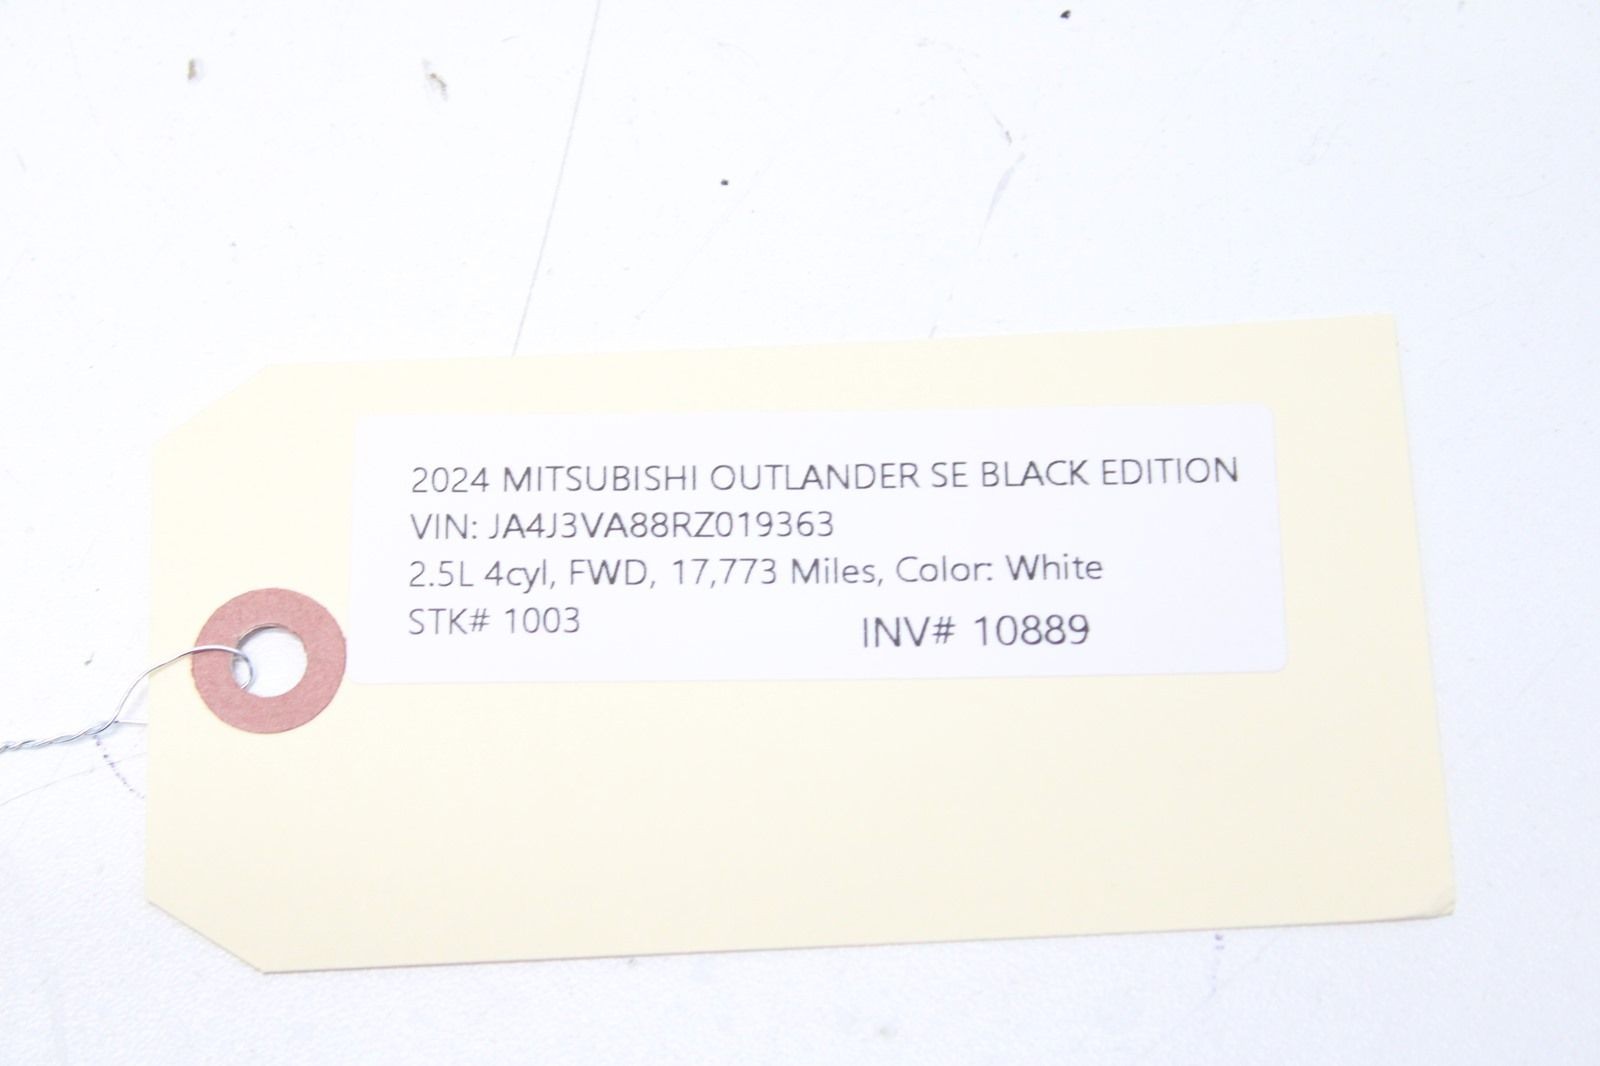 2024 MITSUBISHI OUTLANDER SE BLACK EDITION
VIN: JA4J3VA88RZ019363
2.5L 4cyl, FWD, 17,773 Miles, Color: White
STK# 1003 INV# 10889